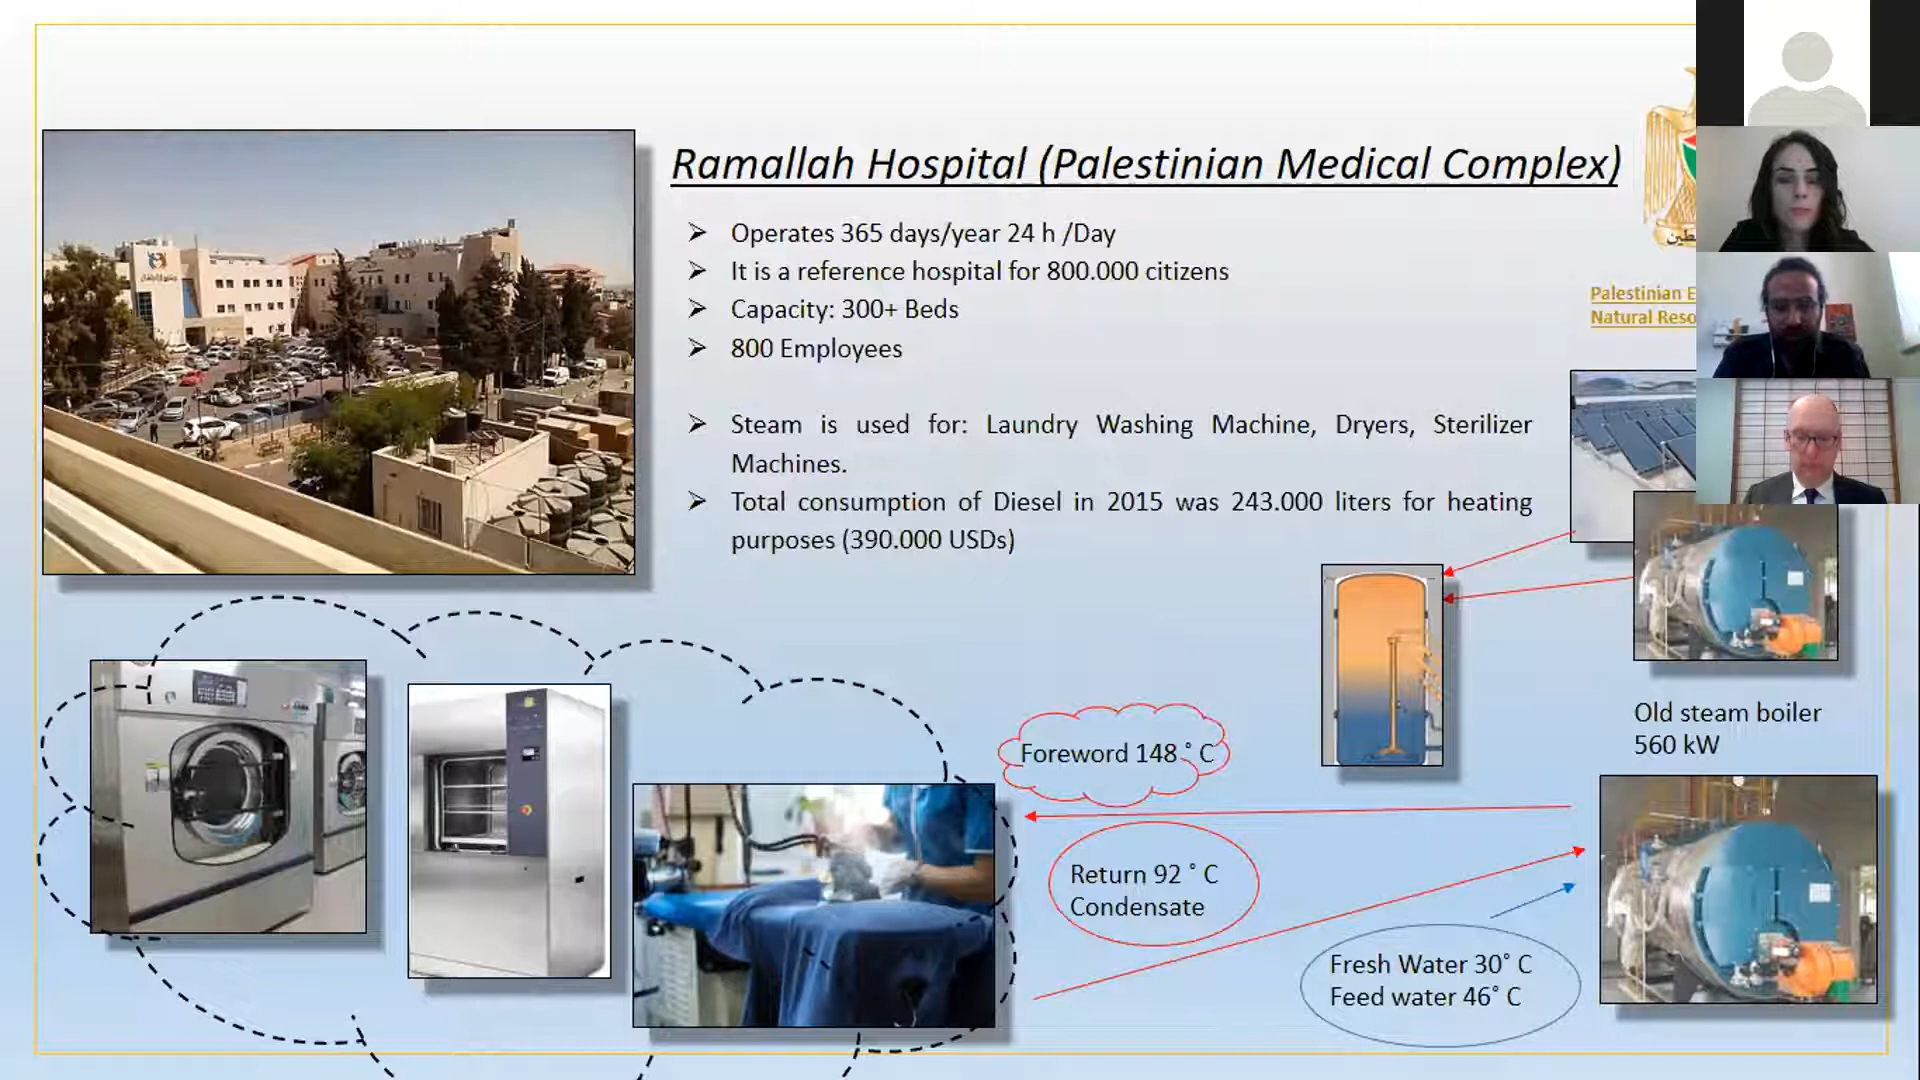 Ramallah Hospital (Palestinian Medical Complex)
Operates 365 days/year 24 h /Day
It is a reference hospital for 800.000 citizens
Capacity: 300+ Beds
800 Employees
Steam is used for: Laundry Washing Machine, Dryers, Sterilizer
Machines.
Total consumption of Diesel in 2015 was 243.000 liters for heating
purposes (390.000 USDs)
Palestinian E
Natural Reso
Old steam boiler
560 kW
Foreword 148 ° C
Return 92 ° C
Condensate
Fresh Water 30° C
Feed water 46° C